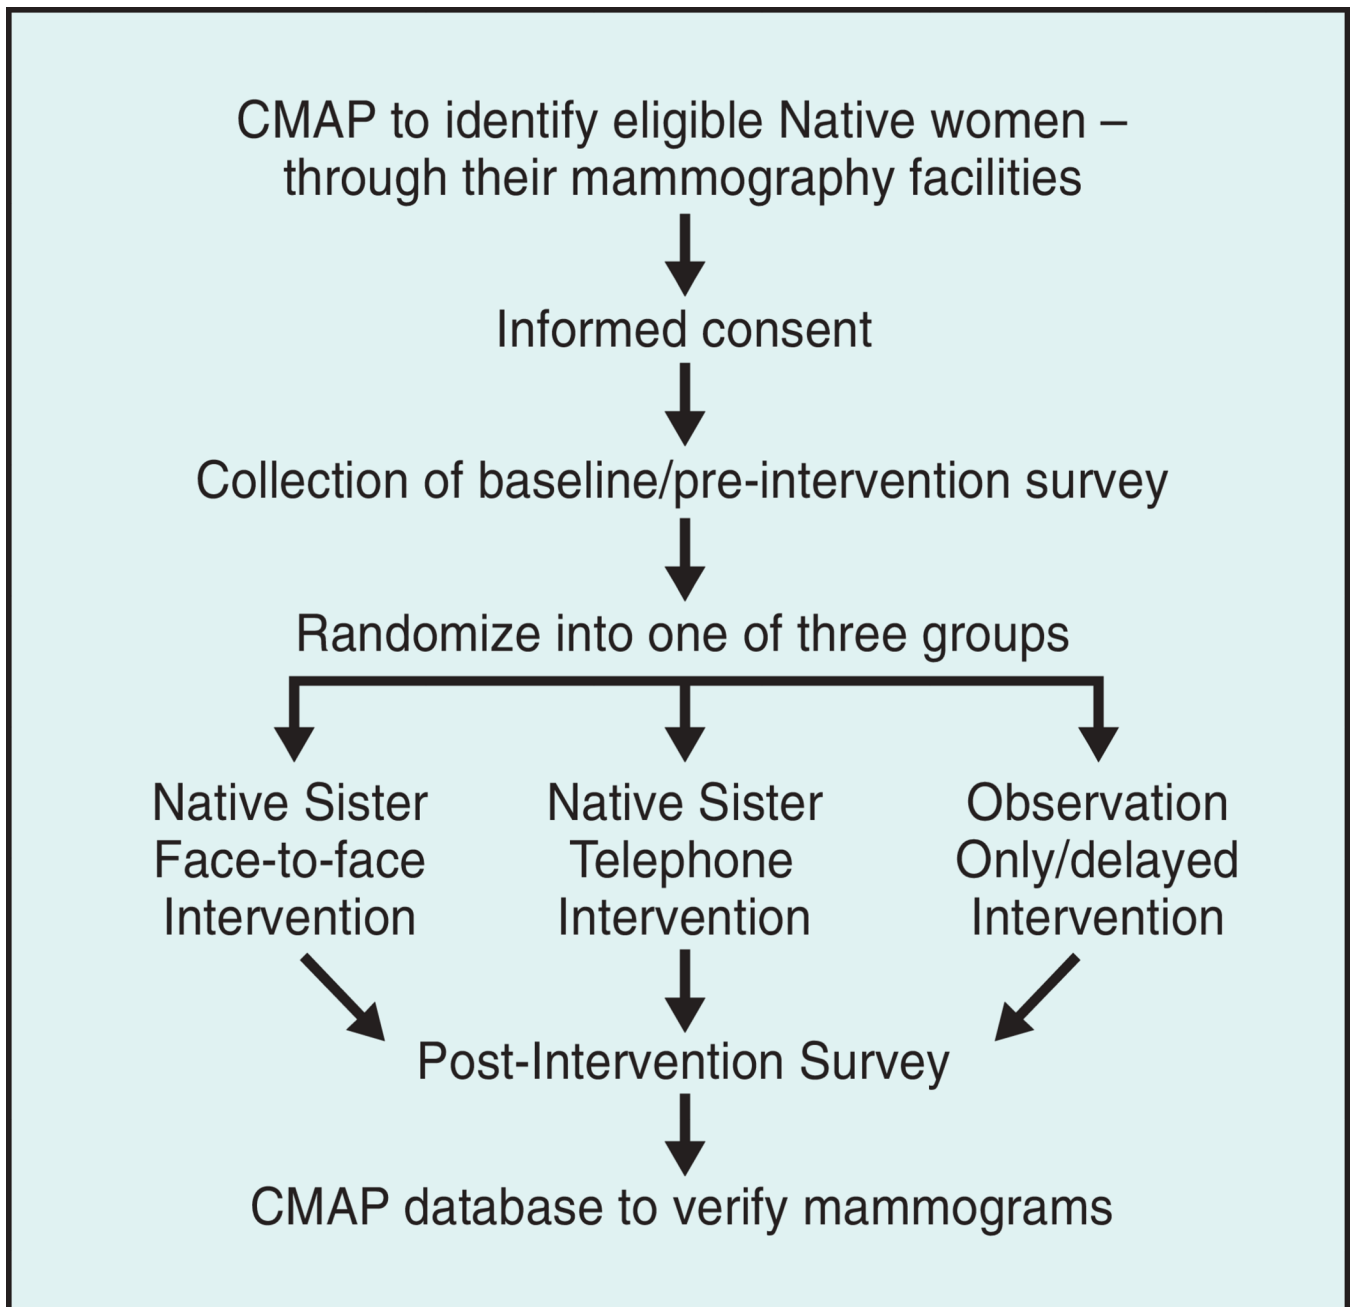 CMAP to identify eligible Native women –
through their mammography facilities
Informed consent
Collection of baseline/pre-intervention survey
Randomize into one of three groups
Native Sister
Face-to-face
Intervention
Native Sister
Telephone
Intervention
Observation
Only/delayed
Intervention
Post-Intervention Survey
CMAP database to verify mammograms